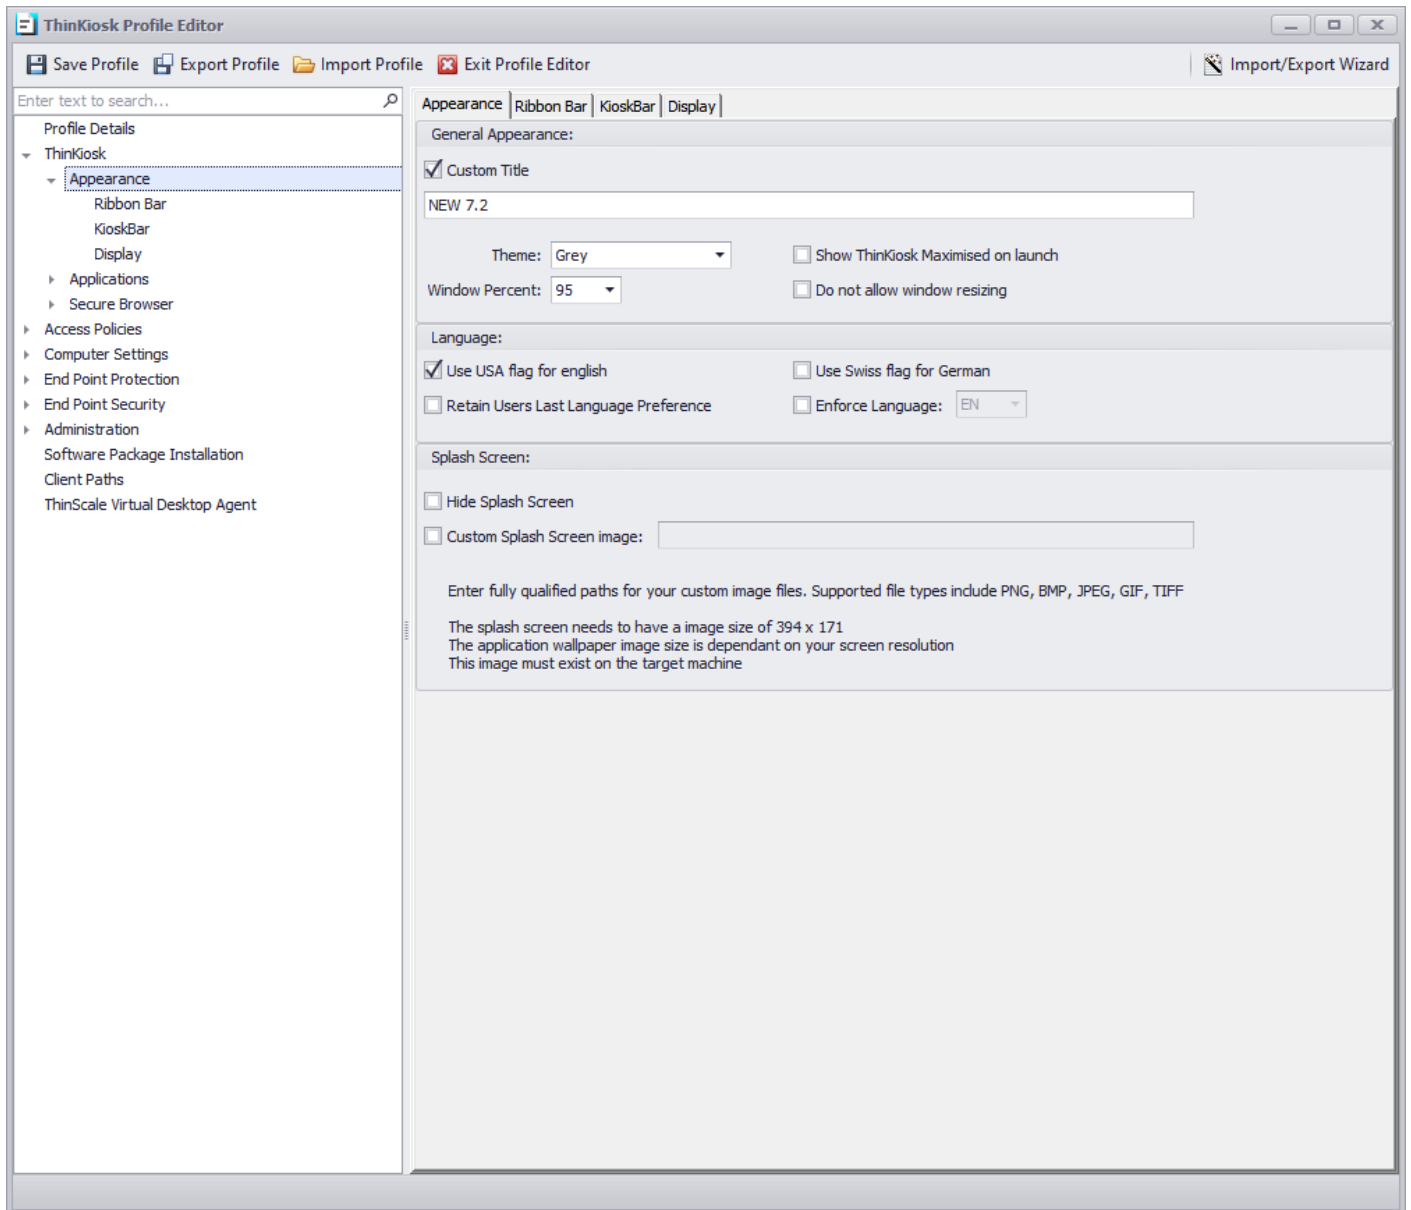 ThinKiosk Profile Editor
Save Profile Export Profile Import Profile Exit Profile Editor Import/Export Wizard
Enter text to search...
Profile Details
ThinKiosk
Appearance
Ribbon Bar
KioskBar
Display
Applications
Secure Browser
Access Policies
Computer Settings
End Point Protection
End Point Security
Administration
Software Package Installation
Client Paths
ThinScale Virtual Desktop Agent
Appearance Ribbon Bar KioskBar Display
General Appearance:
Custom Title
NEW 7.2
Theme: Grey Show ThinKiosk Maximised on launch
Window Percent: 95 Do not allow window resizing
Language:
Use USA flag for english Use Swiss flag for German
Retain Users Last Language Preference Enforce Language: EN
Splash Screen:
Hide Splash Screen
Custom Splash Screen image:
Enter fully qualified paths for your custom image files. Supported file types include PNG, BMP, JPEG, GIF, TIFF
The splash screen needs to have a image size of 394 x 171
The application wallpaper image size is dependant on your screen resolution
This image must exist on the target machine